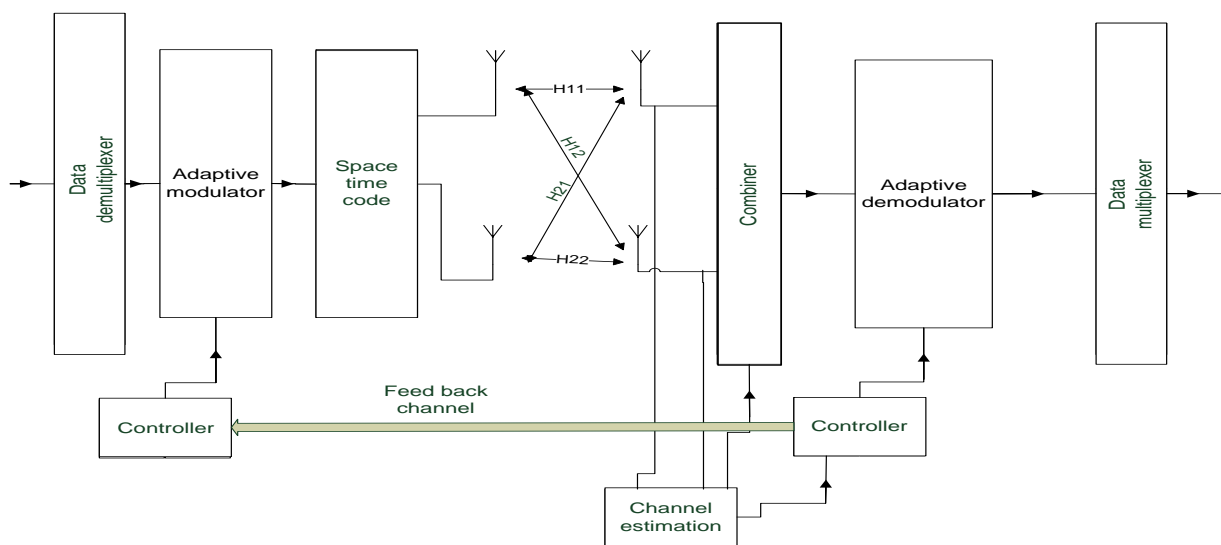 Data
demultiplexer
Adaptive
modulator
Space
time
code
H11
H12
H21
H22
Combiner
Adaptive
demodulator
Data
multiplexer
Controller
Feed back
channel
Controller
Channel
estimation